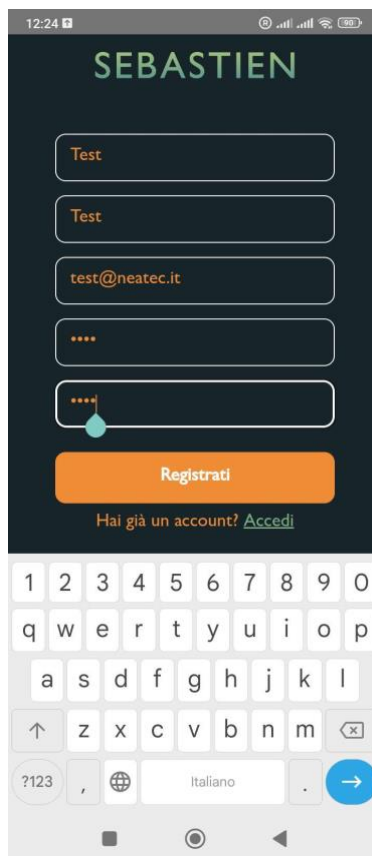 12:24
90
SEBASTIEN
Test
Test
test@neatec.it
••••
••••
Registrati
Hai già un account? Accedi
1 2 3 4 5 6 7 8 9 0
q w e r t y u i o p
a s d f g h j k l
z x c v b n m
?123 , Italiano .